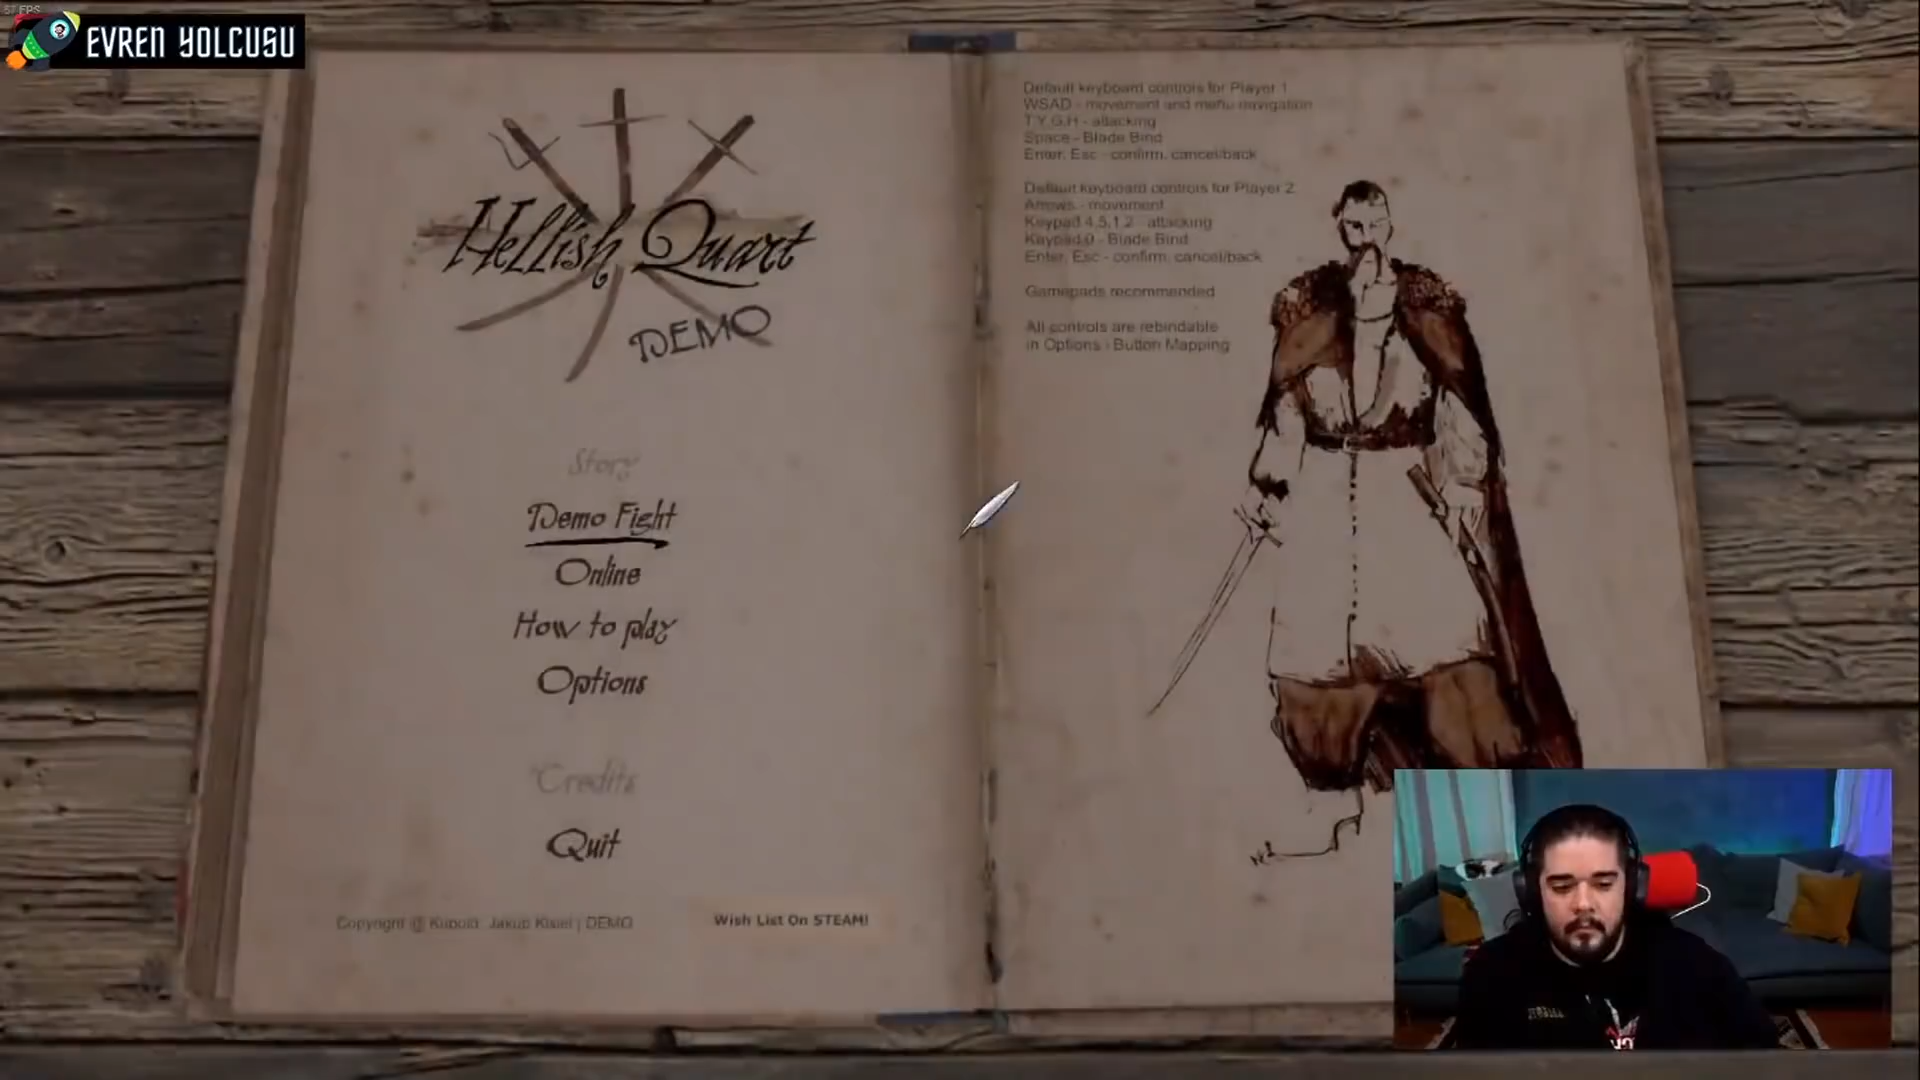 57 FPS
EVREN YOLCUSU
Hellish Quart
DEMO
Story
Demo Fight
Online
How to play
Options
Credits
Quit
Copyright @ Kubold, Jakub Kisiel | DEMO
Wish List On STEAM!
Default keyboard controls for Player 1
WSAD - movement and menu navigation
T,Y,G,H - attacking
Space - Blade Bind
Enter, Esc - confirm, cancel/back
Default keyboard controls for Player 2
Arrows - movement
Keypad 4,5,1,2 - attacking
Keypad 0 - Blade Bind
Enter, Esc - confirm, cancel/back
Gamepads recommended
All controls are rebindable
in Options - Button Mapping